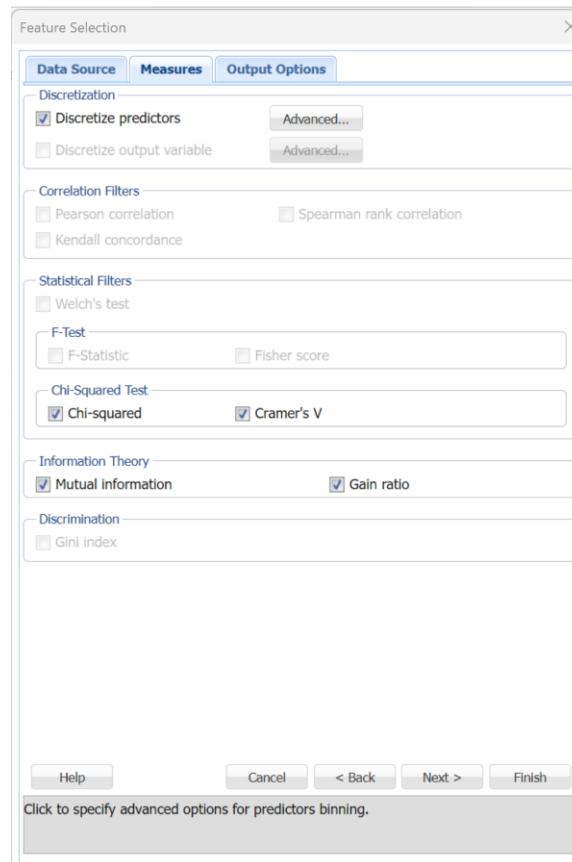 Feature Selection
Data Source Measures Output Options
Discretization
Discretize predictors Advanced...
Discretize output variable Advanced...
Correlation Filters
Pearson correlation Spearman rank correlation
Kendall concordance
Statistical Filters
Welch's test
F-Test
F-Statistic Fisher score
Chi-Squared Test
Chi-squared Cramer's V
Information Theory
Mutual information Gain ratio
Discrimination
Gini index
Help Cancel < Back Next > Finish
Click to specify advanced options for predictors binning.